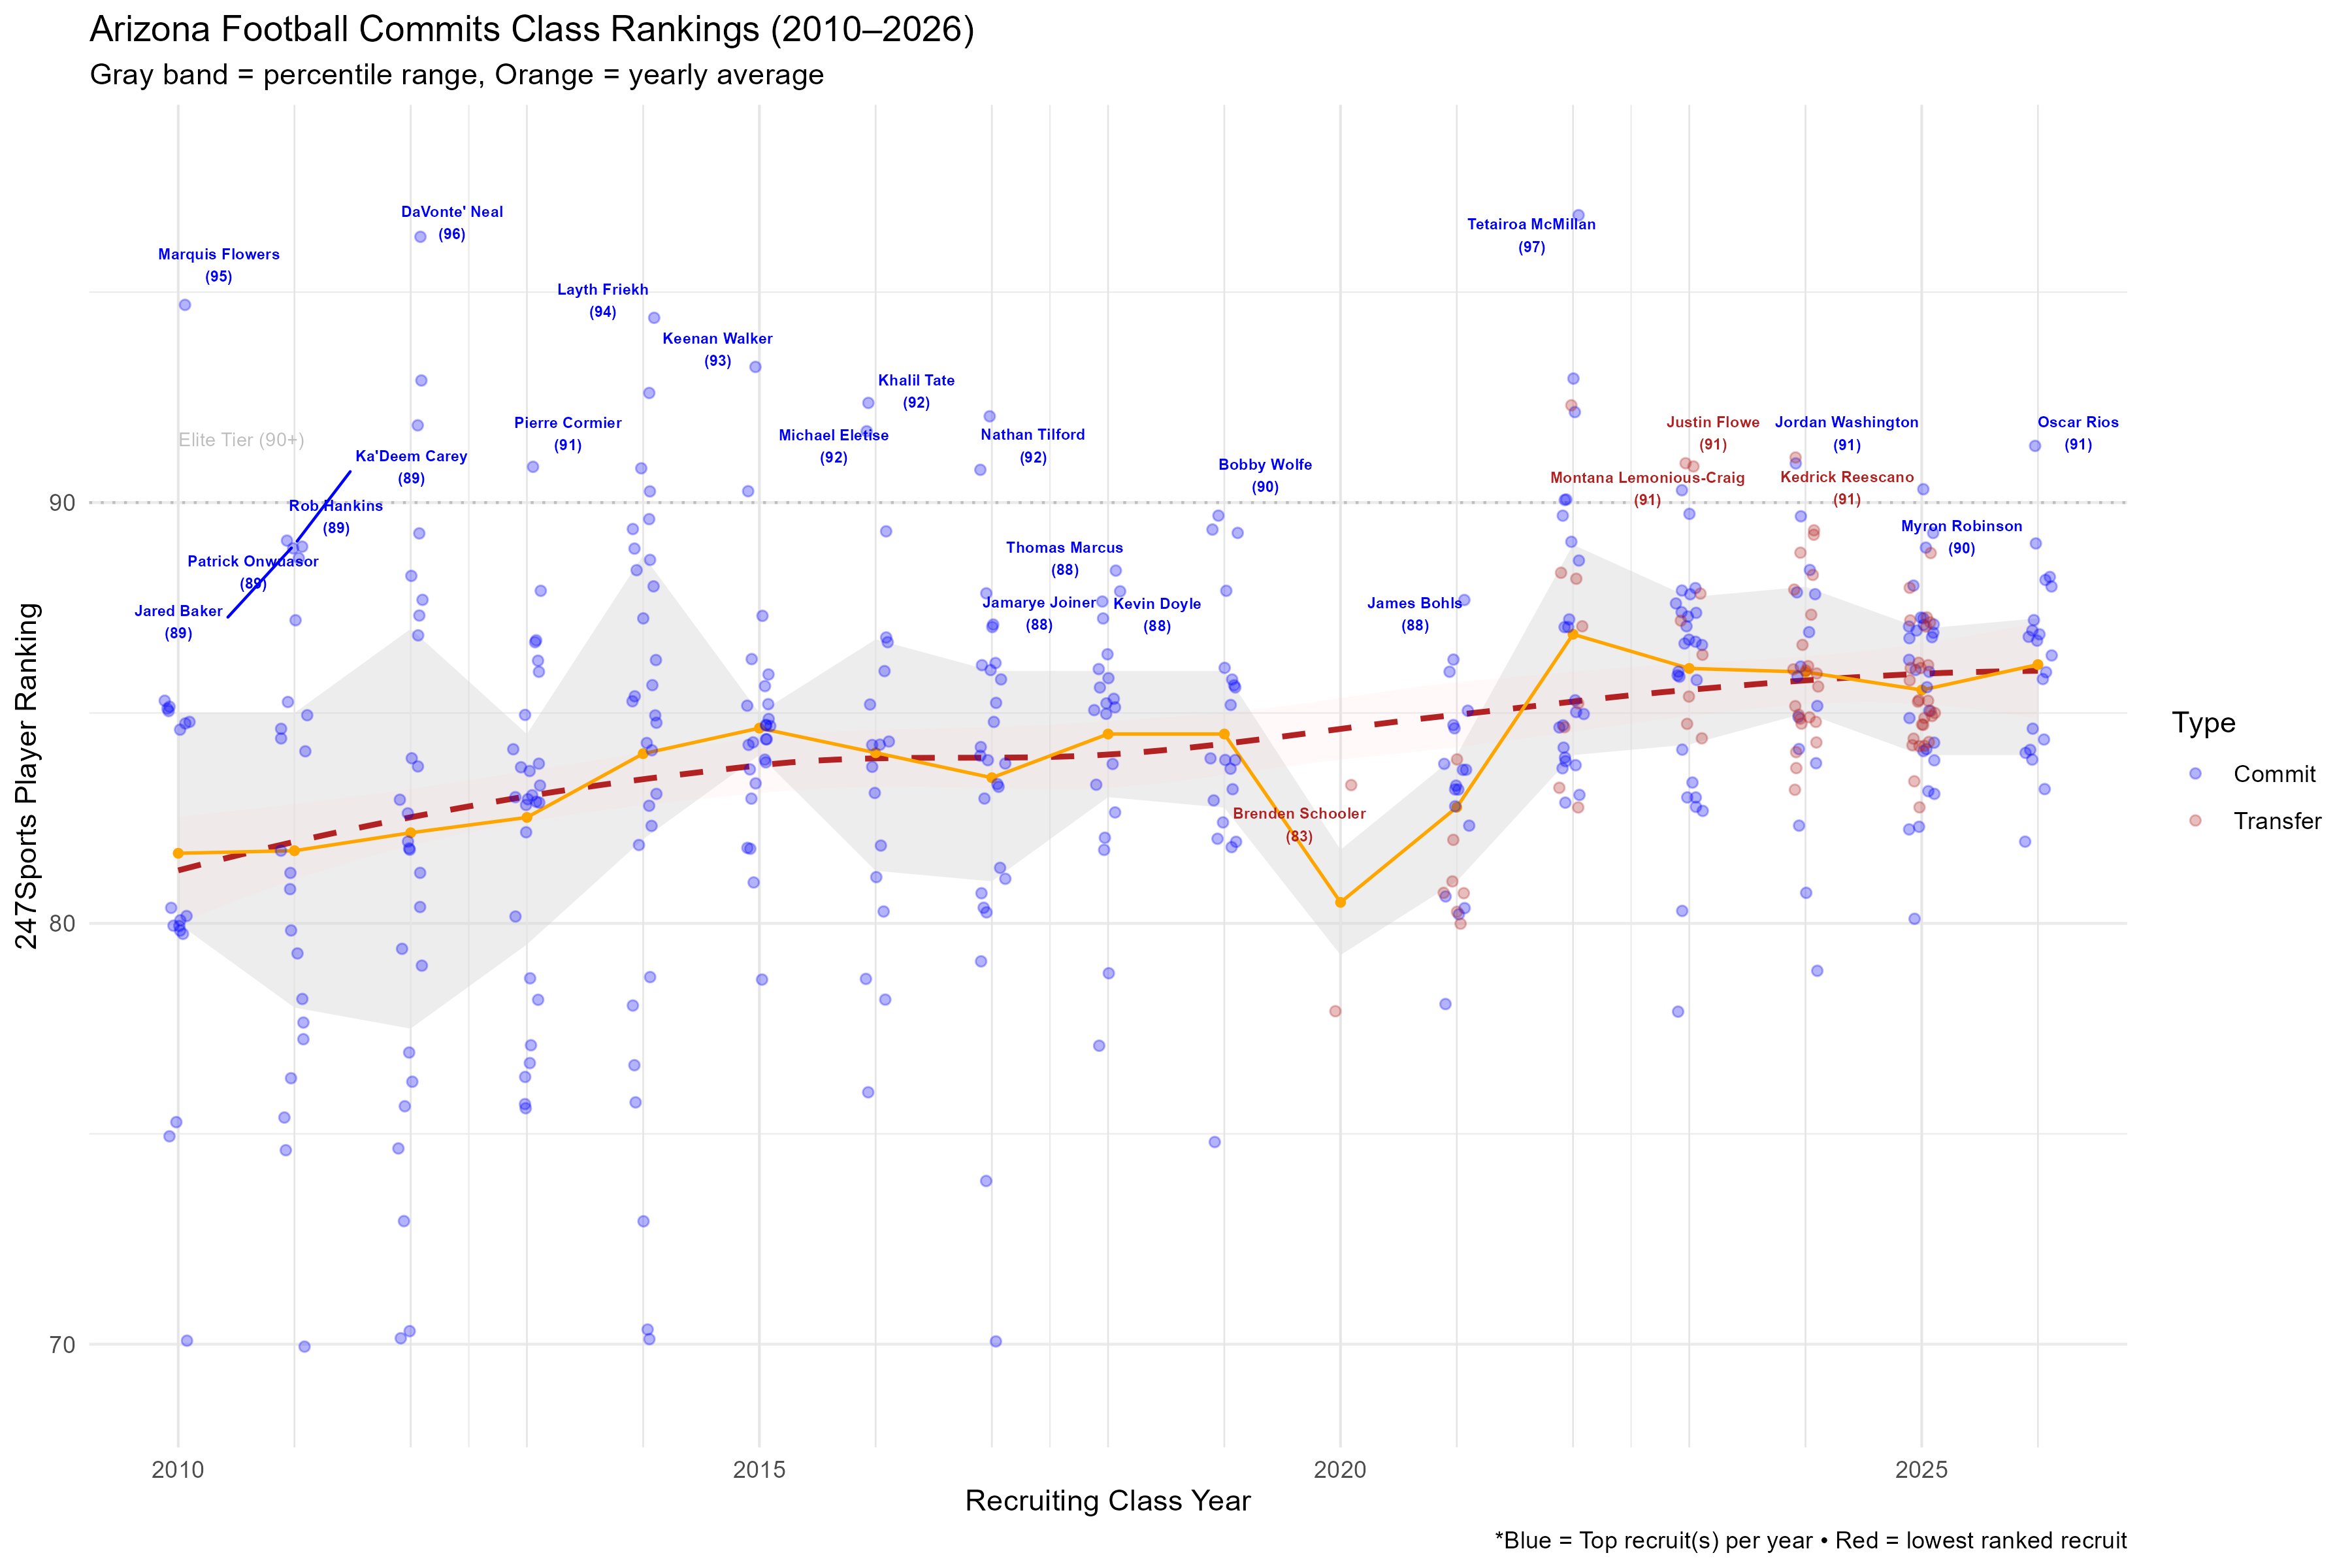 Arizona Football Commits Class Rankings (2010–2026)
Gray band = percentile range, Orange = yearly average
DaVonte' Neal
(96)
Tetairoa McMillan
(97)
Marquis Flowers
(95)
Layth Friekh
(94)
Keenan Walker
(93)
Khalil Tate
(92)
Pierre Cormier
(91)
Michael Eletise
(92)
Nathan Tilford
(92)
Justin Flowe
(91)
Jordan Washington
(91)
Oscar Rios
(91)
Elite Tier (90+)
Ka'Deem Carey
(89)
Bobby Wolfe
(90)
Montana Lemonious-Craig
(91)
Kedrick Reescano
(91)
Rob Hankins
(89)
Myron Robinson
(90)
Patrick Onwuasor
(89)
Thomas Marcus
(88)
Jared Baker
(89)
Jamarye Joiner
(88)
Kevin Doyle
(88)
James Bohls
(88)
Brenden Schooler
(83)
90
80
70
247Sports Player Ranking
2010
2015
2020
2025
Recruiting Class Year
Type
Commit
Transfer
*Blue = Top recruit(s) per year • Red = lowest ranked recruit